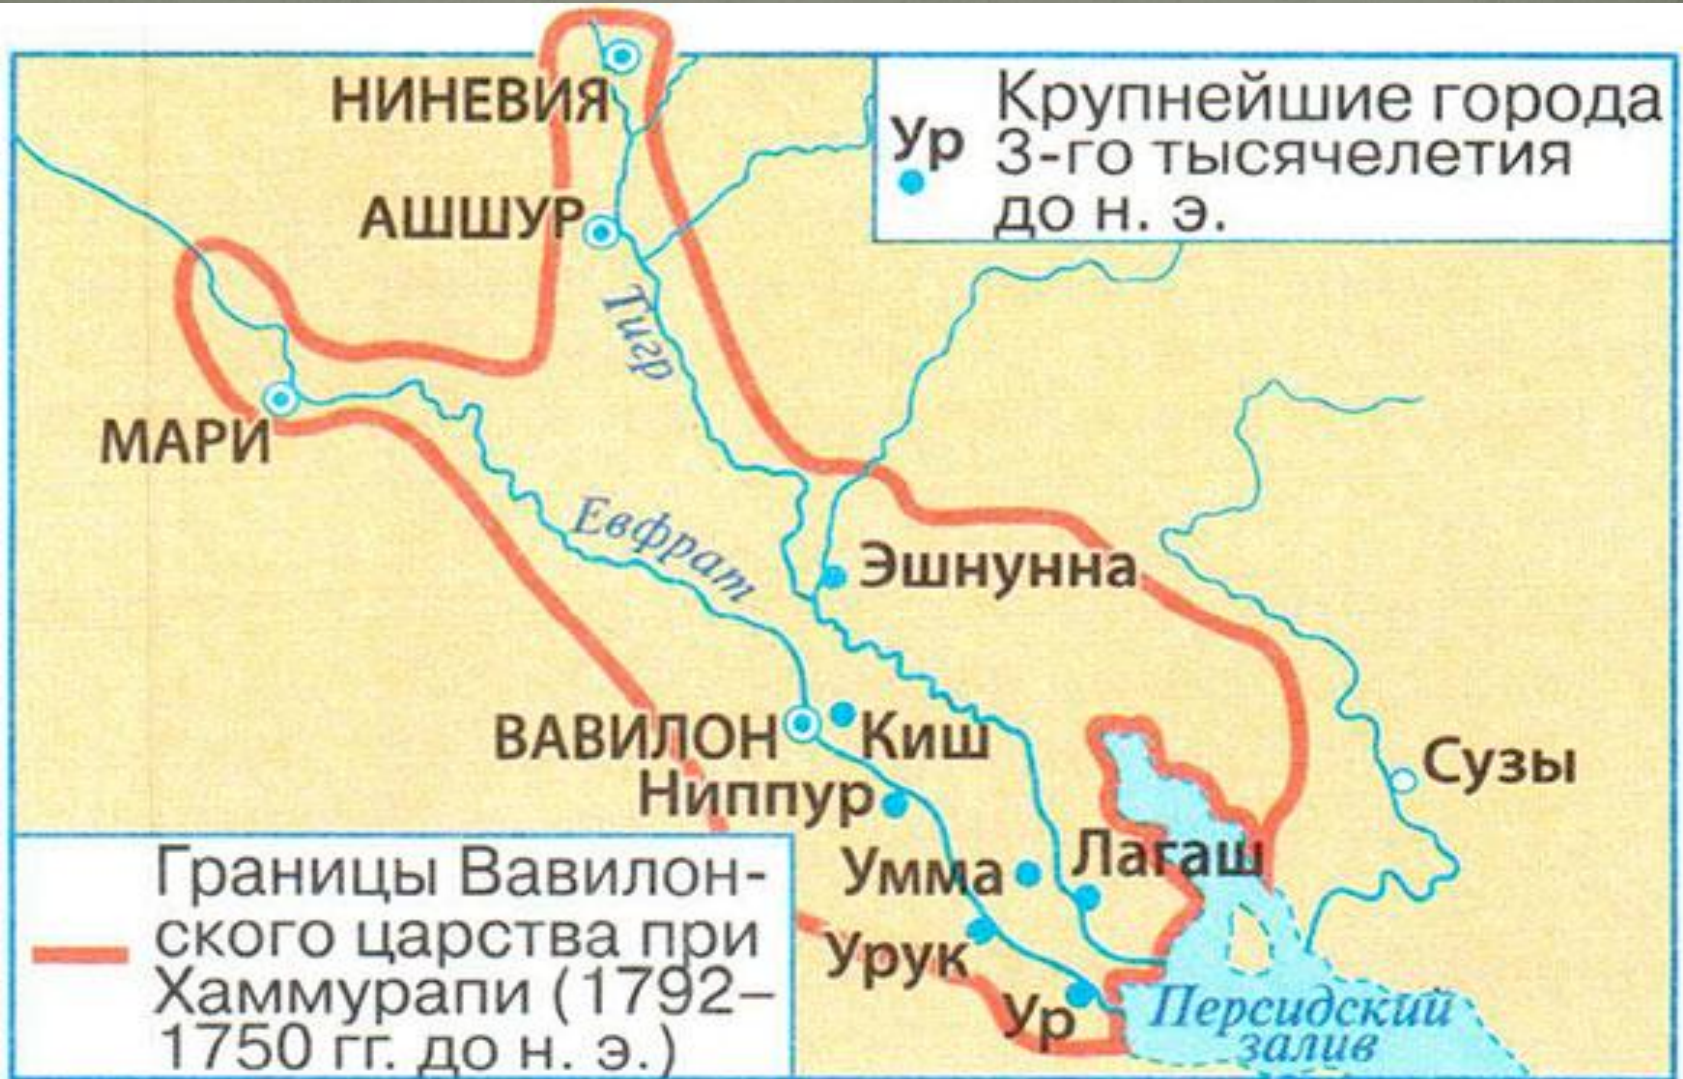 НИНЕВИЯ
Ур
Крупнейшие города
3-го тысячелетия
до н. э.
АШШУР
Тигр
МАРИ
Евфрат
Эшнунна
ВАВИЛОН
Киш
Ниппур
Сузы
Умма
Лагаш
Урук
Ур
Персидский
залив
Границы Вавилон-
ского царства при
Хаммурапи (1792–
1750 гг. до н. э.)